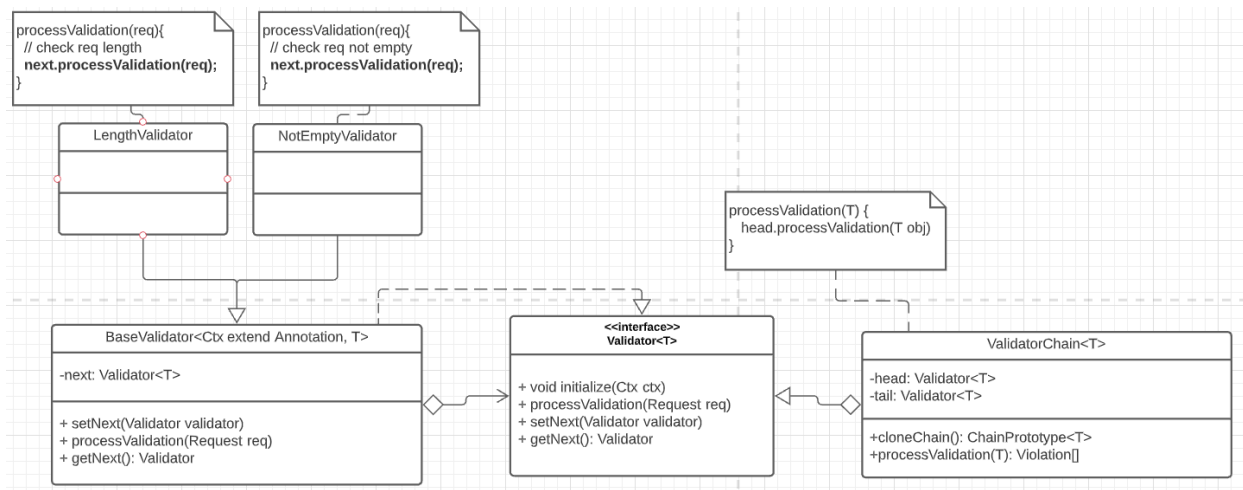 processValidation(req){
// check req length
next.processValidation(req);
}
processValidation(req){
// check req not empty
next.processValidation(req);
}
LengthValidator
NotEmptyValidator
processValidation(T) {
head.processValidation(T obj)
}
BaseValidator<Ctx extend Annotation, T>
-next: Validator<T>
+ setNext(Validator validator)
+ processValidation(Request req)
+ getNext(): Validator
<<interface>>
Validator<T>
+ void initialize(Ctx ctx)
+ processValidation(Request req)
+ setNext(Validator validator)
+ getNext(): Validator
ValidatorChain<T>
-head: Validator<T>
-tail: Validator<T>
+cloneChain(): ChainPrototype<T>
+processValidation(T): Violation[]